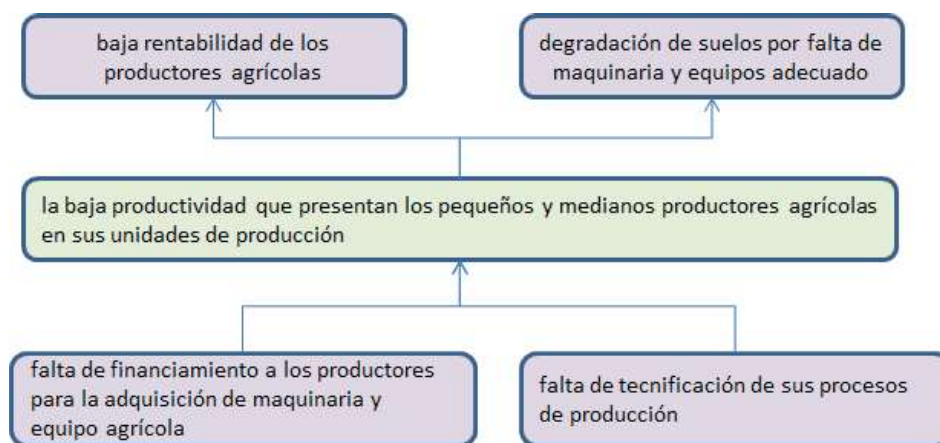 baja rentabilidad de los
productores agrícolas
degradación de suelos por falta de
maquinaria y equipos adecuado
la baja productividad que presentan los pequeños y medianos productores agrícolas
en sus unidades de producción
falta de financiamiento a los productores
para la adquisición de maquinaria y
equipo agrícola
falta de tecnificación de sus procesos
de producción